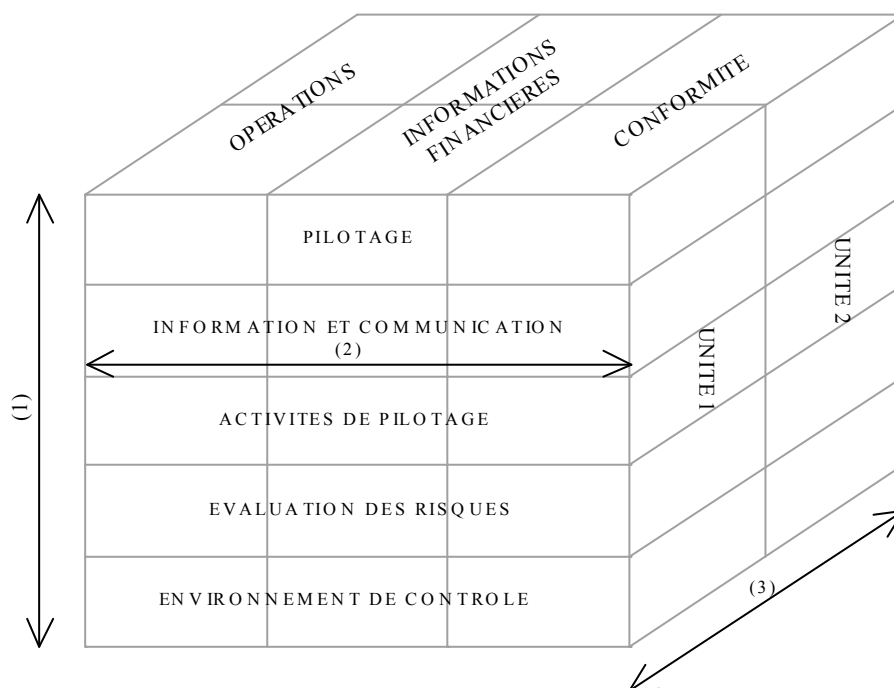 OPERATIONS
INFORMATIONS
FINANCIERES
CONFORMITE
PILOTAGE
INFORMATION ET COMMUNICATION
(2)
ACTIVITES DE PILOTAGE
EVALUATION DES RISQUES
ENVIRONNEMENT DE CONTROLE
(1)
UNITE 1
UNITE 2
(3)